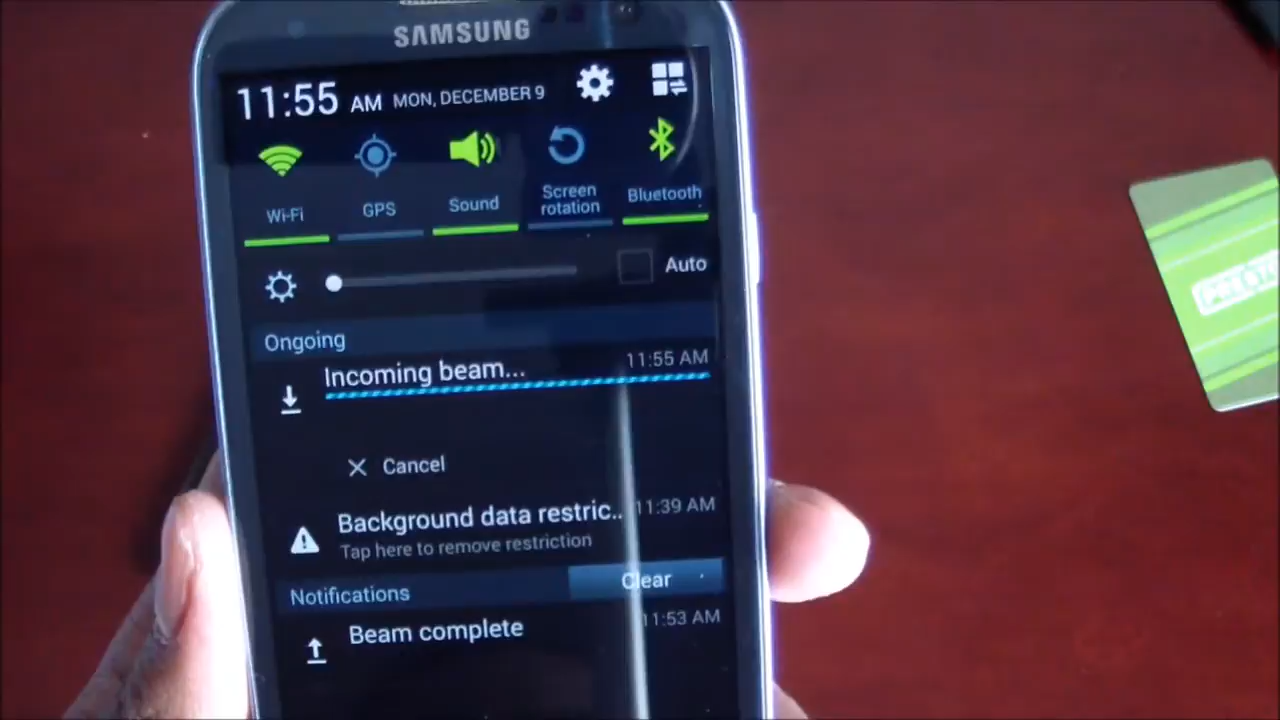 SAMSUNG
11:55 AM MON, DECEMBER 9
Wi-Fi
GPS
Sound
Screen
rotation
Bluetooth
Auto
Ongoing
Incoming beam... 11:55 AM
Cancel
Background data restric.. 11:39 AM
Tap here to remove restriction
Notifications
Clear
Beam complete 11:53 AM